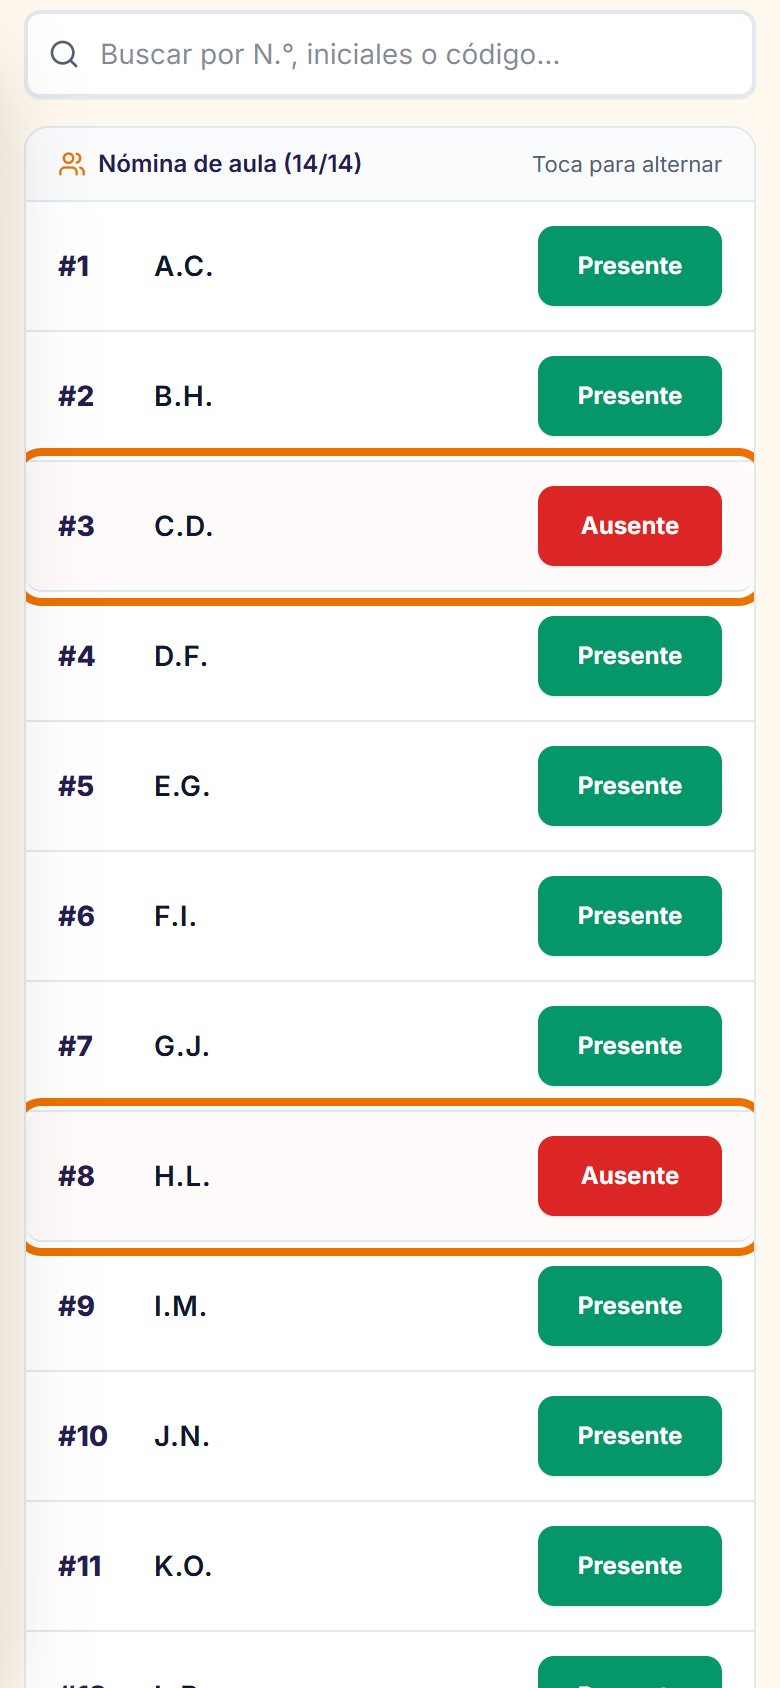 Buscar por N.°, iniciales o código...
Nómina de aula (14/14) Toca para alternar
#1 A.C. Presente
#2 B.H. Presente
#3 C.D. Ausente
#4 D.F. Presente
#5 E.G. Presente
#6 F.I. Presente
#7 G.J. Presente
#8 H.L. Ausente
#9 I.M. Presente
#10 J.N. Presente
#11 K.O. Presente